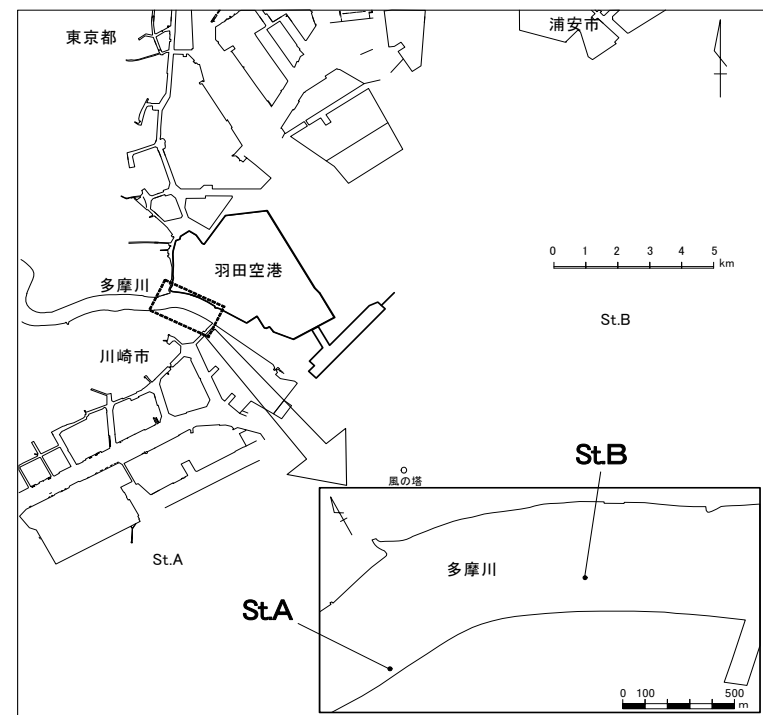 東京都
浦安市
羽田空港
0 1 2 3 4 5
km
多摩川
St.B
川崎市
風の塔
St.B
多摩川
St.A
St.A
0 100 500
m